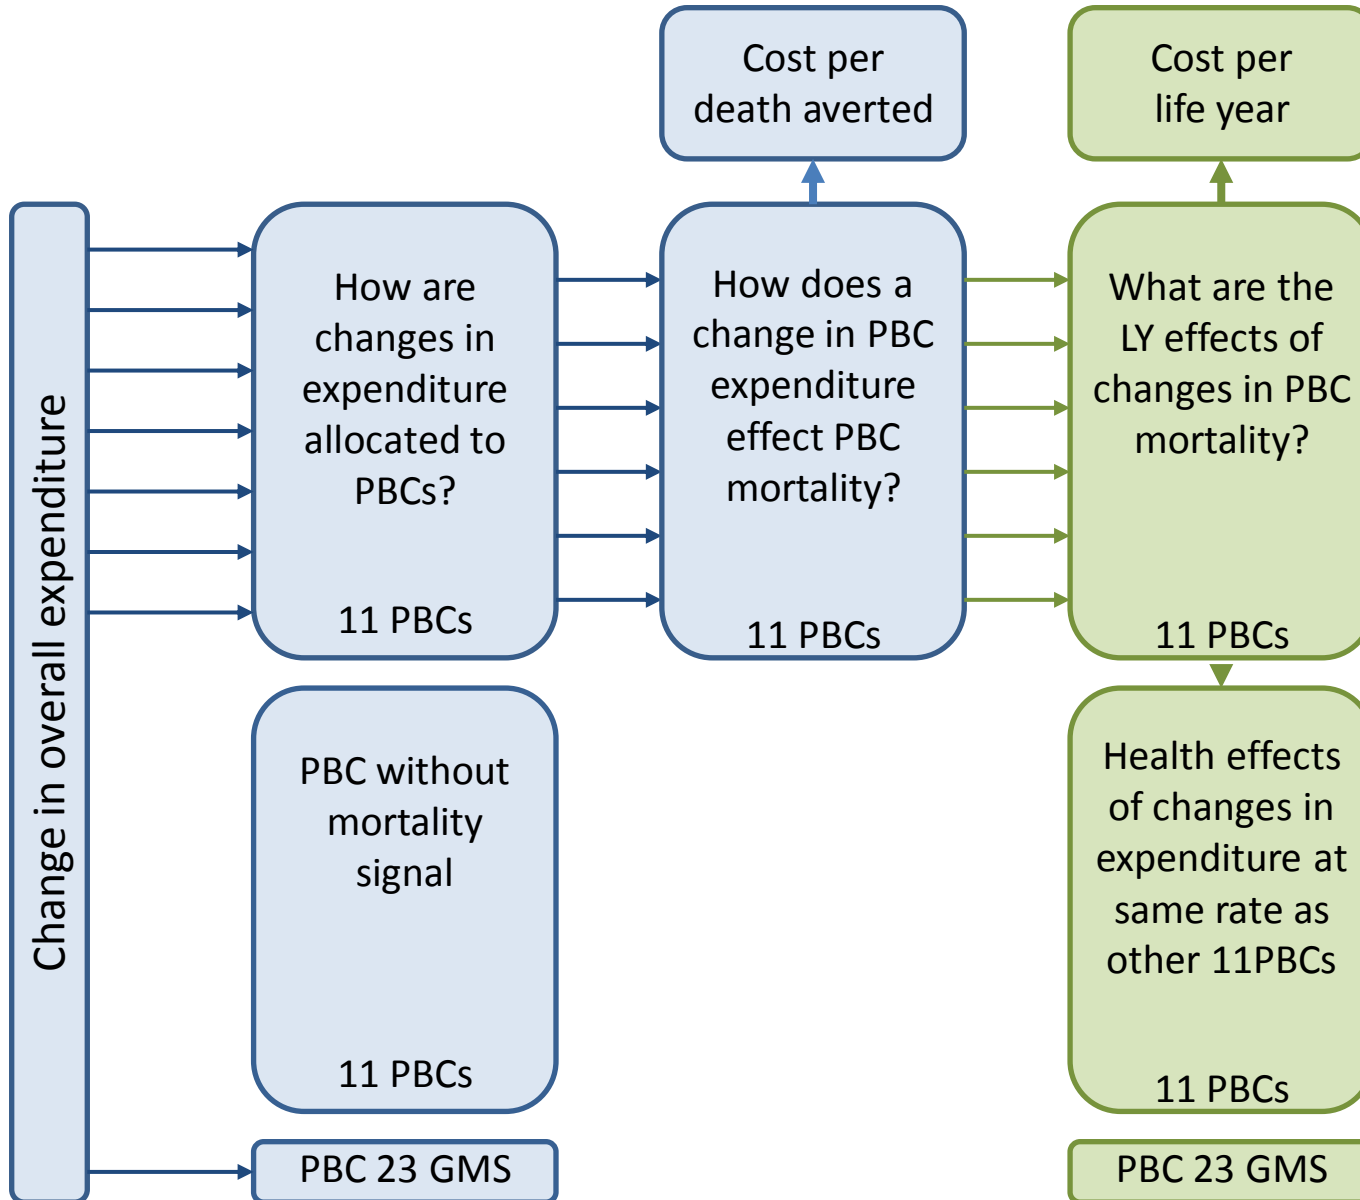 Change in overall expenditure
How are
changes in
expenditure
allocated to
PBCs?
11 PBCs
PBC without
mortality
signal
11 PBCs
PBC 23 GMS
Cost per
death averted
How does a
change in PBC
expenditure
effect PBC
mortality?
11 PBCs
Cost per
life year
What are the
LY effects of
changes in PBC
mortality?
11 PBCs
Health effects
of changes in
expenditure at
same rate as
other 11PBCs
11 PBCs
PBC 23 GMS